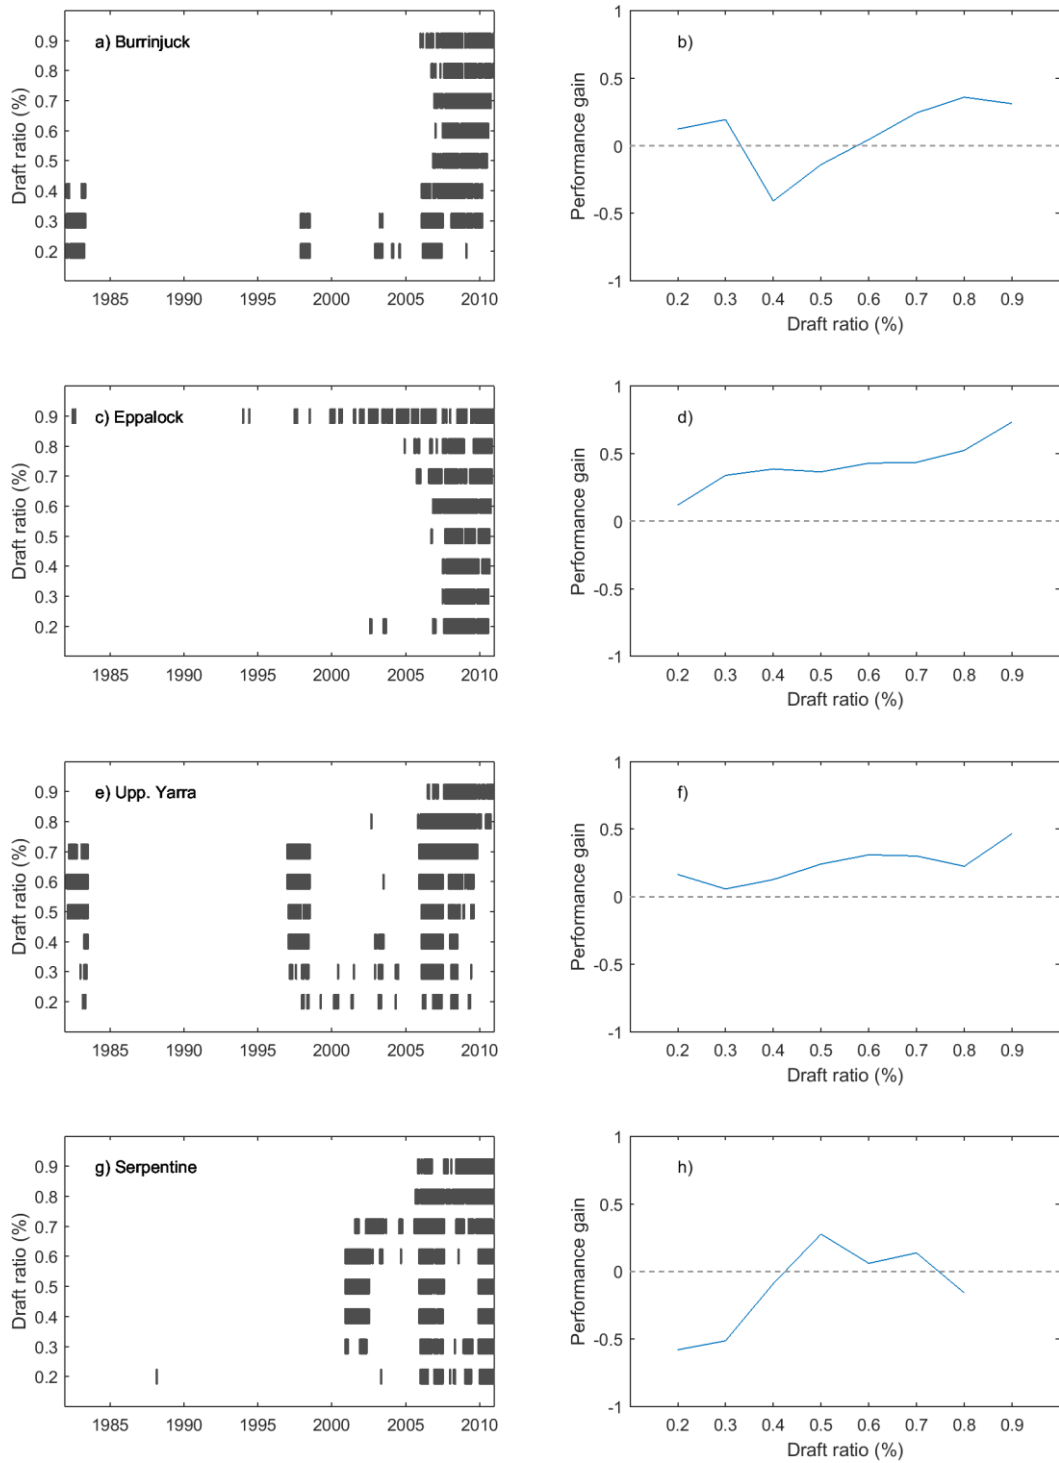 a) Burrinjuck
0.9
0.8
0.7
0.6
0.5
0.4
0.3
0.2
Draft ratio (%)
1985 1990 1995 2000 2005 2010
b)
1
0.5
0
-0.5
-1
Performance gain
0.2 0.3 0.4 0.5 0.6 0.7 0.8 0.9
Draft ratio (%)
c) Eppalock
0.9
0.8
0.7
0.6
0.5
0.4
0.3
0.2
Draft ratio (%)
1985 1990 1995 2000 2005 2010
d)
1
0.5
0
-0.5
-1
Performance gain
0.2 0.3 0.4 0.5 0.6 0.7 0.8 0.9
Draft ratio (%)
e) Upp. Yarra
0.9
0.8
0.7
0.6
0.5
0.4
0.3
0.2
Draft ratio (%)
1985 1990 1995 2000 2005 2010
f)
1
0.5
0
-0.5
-1
Performance gain
0.2 0.3 0.4 0.5 0.6 0.7 0.8 0.9
Draft ratio (%)
g) Serpentine
0.9
0.8
0.7
0.6
0.5
0.4
0.3
0.2
Draft ratio (%)
1985 1990 1995 2000 2005 2010
h)
1
0.5
0
-0.5
-1
Performance gain
0.2 0.3 0.4 0.5 0.6 0.7 0.8 0.9
Draft ratio (%)